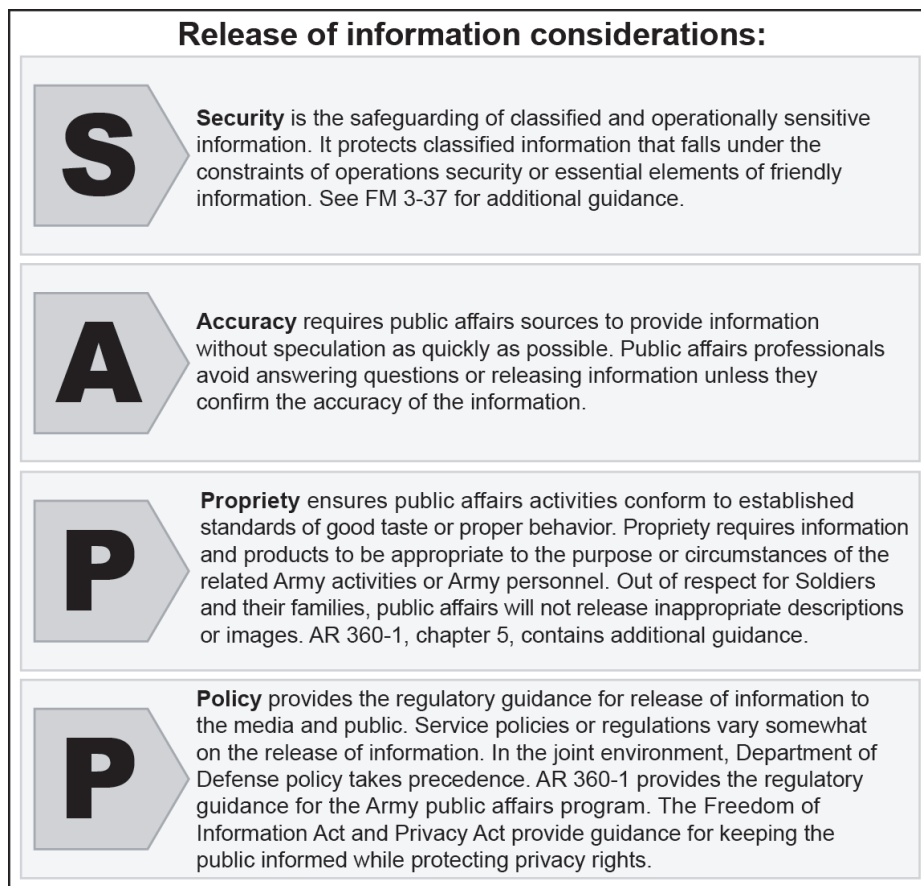 Release of information considerations:
S
Security is the safeguarding of classified and operationally sensitive
information. It protects classified information that falls under the
constraints of operations security or essential elements of friendly
information. See FM 3-37 for additional guidance.
A
Accuracy requires public affairs sources to provide information
without speculation as quickly as possible. Public affairs professionals
avoid answering questions or releasing information unless they
confirm the accuracy of the information.
P
Propriety ensures public affairs activities conform to established
standards of good taste or proper behavior. Propriety requires information
and products to be appropriate to the purpose or circumstances of the
related Army activities or Army personnel. Out of respect for Soldiers
and their families, public affairs will not release inappropriate descriptions
or images. AR 360-1, chapter 5, contains additional guidance.
P
Policy provides the regulatory guidance for release of information to
the media and public. Service policies or regulations vary somewhat
on the release of information. In the joint environment, Department of
Defense policy takes precedence. AR 360-1 provides the regulatory
guidance for the Army public affairs program. The Freedom of
Information Act and Privacy Act provide guidance for keeping the
public informed while protecting privacy rights.